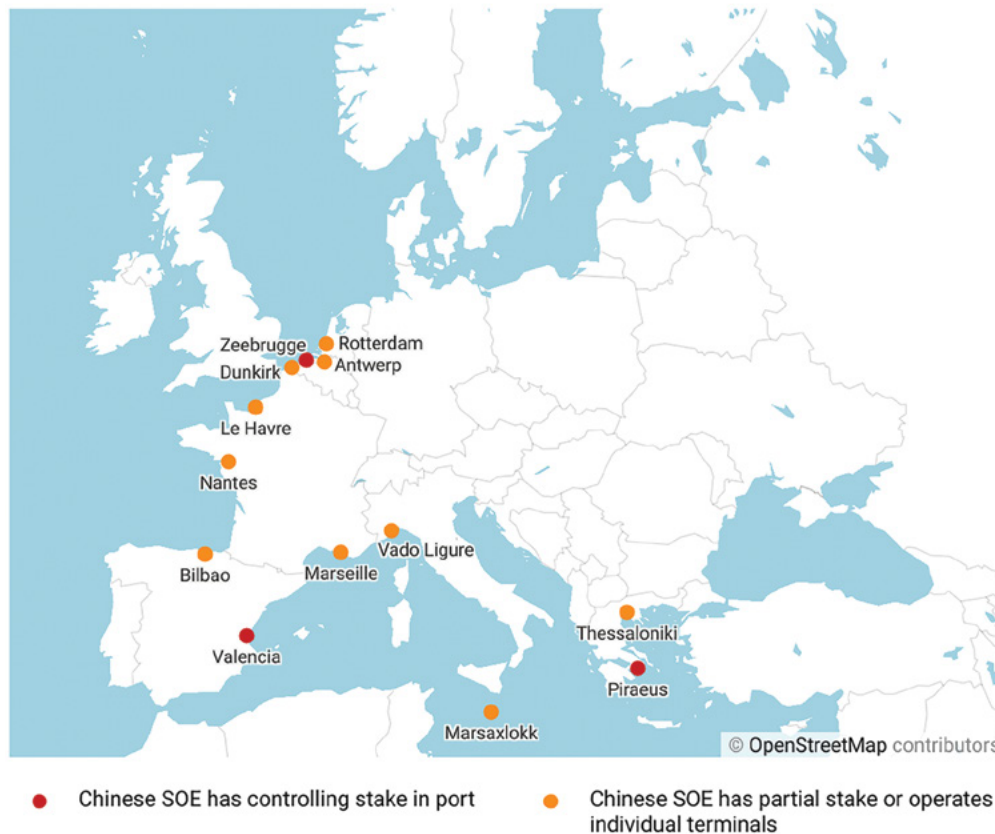 Zeebrugge
Rotterdam
Dunkirk
Antwerp
Le Havre
Nantes
Vado Ligure
Bilbao
Marseille
Thessaloniki
Valencia
Piraeus
Marsaxlokk
© OpenStreetMap contributors
Chinese SOE has controlling stake in port
Chinese SOE has partial stake or operates
individual terminals